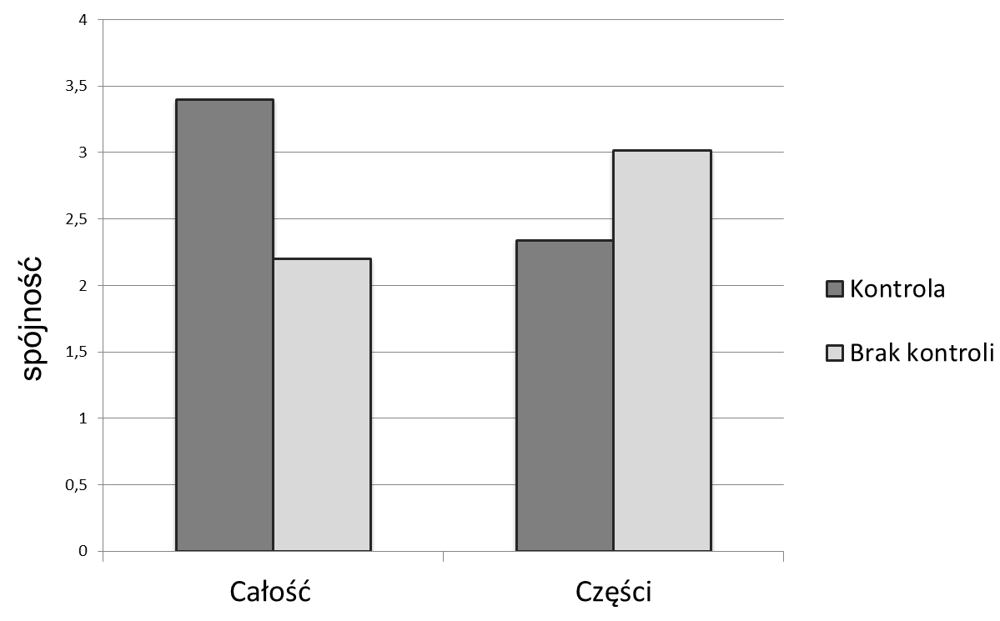 4
3,5
3
2,5
2
1,5
1
0,5
0
spójność
Całość
Części
Kontrola
Brak kontroli